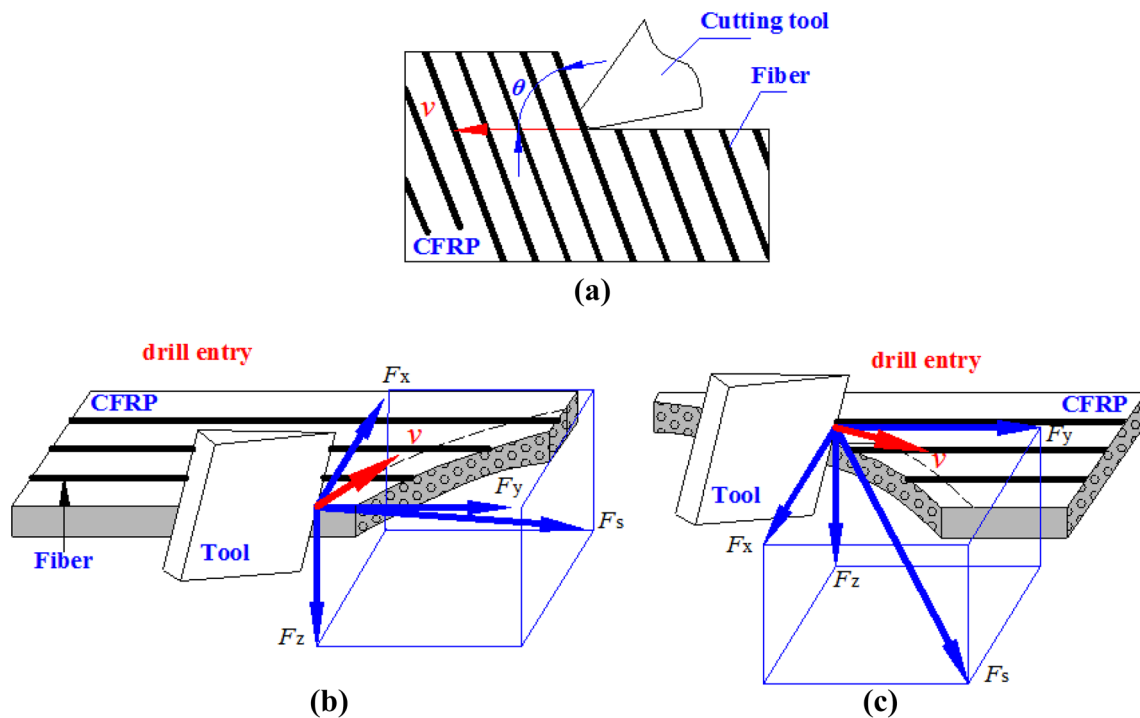 Cutting tool
Fiber
θ
v
CFRP
(a)
drill entry
Fx
CFRP
v
Fy
Fs
Fiber
Tool
Fz
(b)
drill entry
CFRP
Fy
v
Tool
Fx
Fz
Fs
(c)